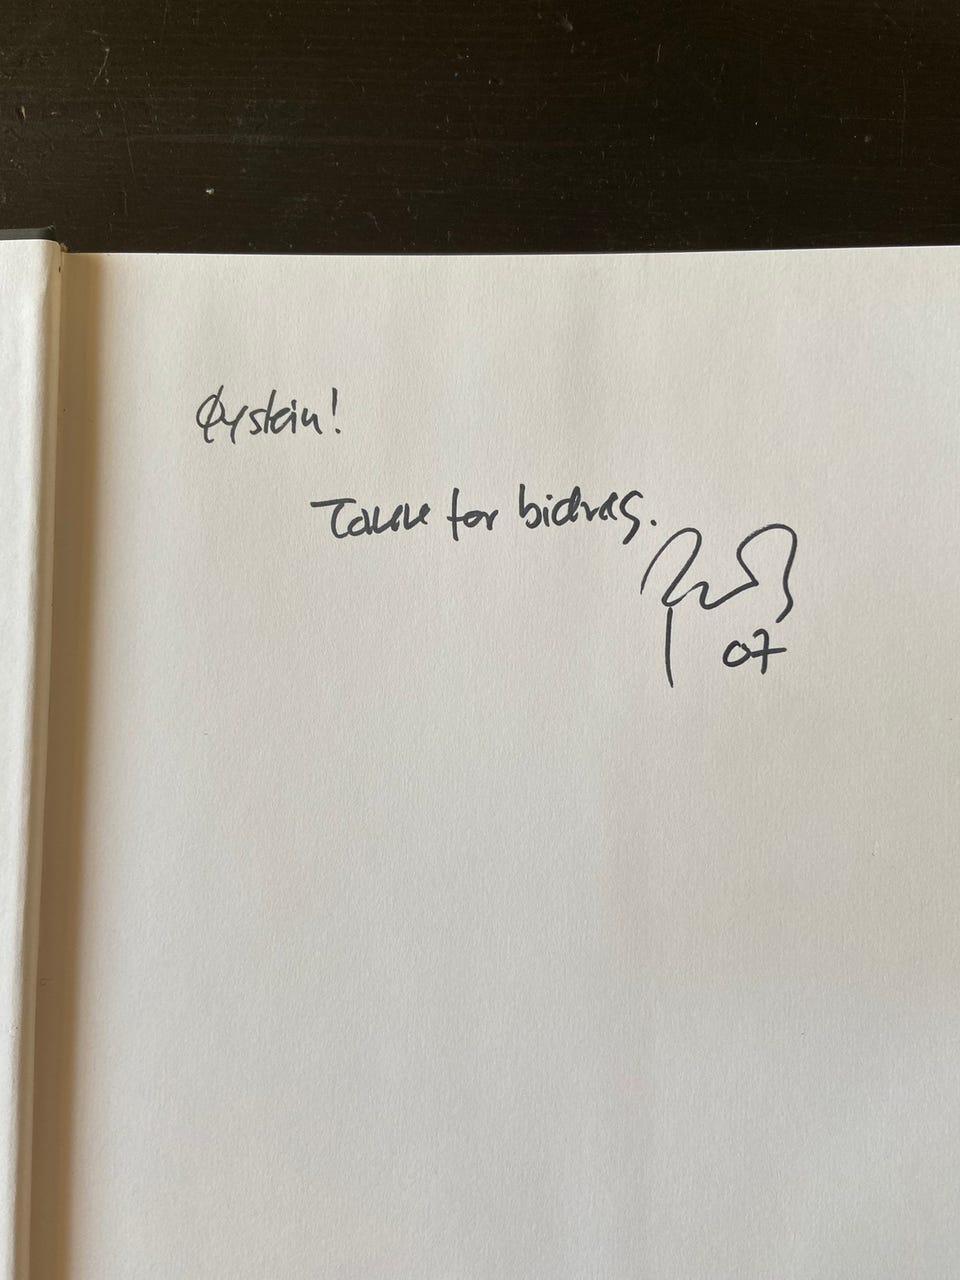 Øystein!
Takk for bidrag.
07